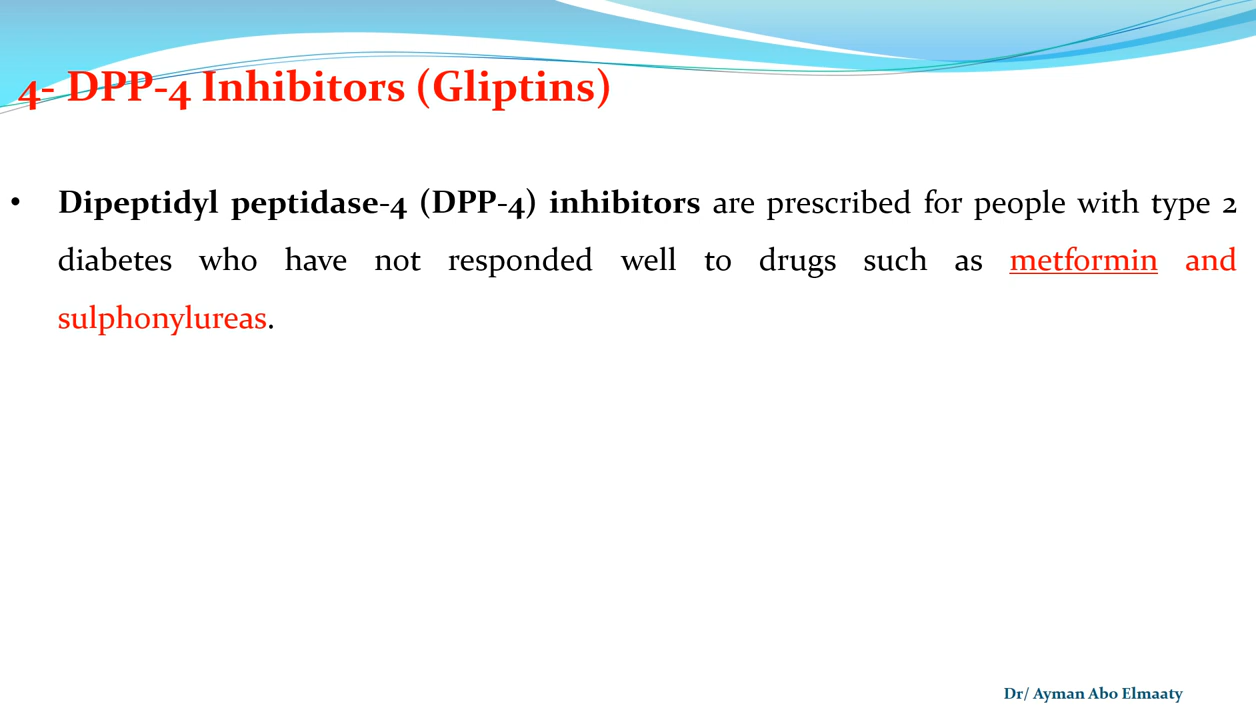 4- DPP-4 Inhibitors (Gliptins)
• Dipeptidyl peptidase-4 (DPP-4) inhibitors are prescribed for people with type 2
diabetes who have not responded well to drugs such as metformin and
sulphonylureas.
Dr/ Ayman Abo Elmaaty